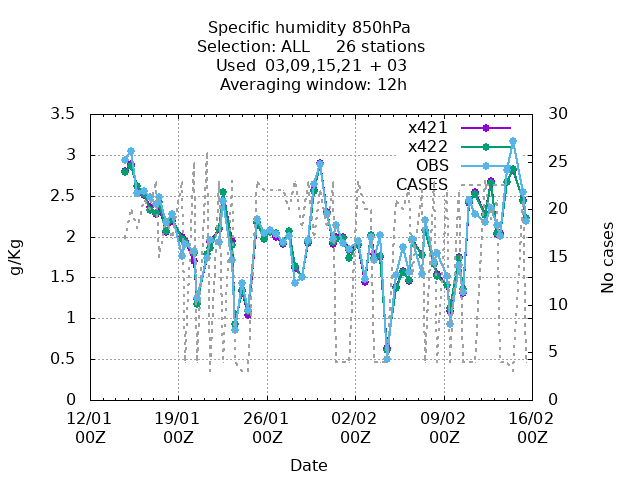 Specific humidity 850hPa
Selection: ALL 26 stations
Used 03,09,15,21 + 03
Averaging window: 12h
3.5
3
2.5
2
1.5
1
0.5
0
g/Kg
x421
x422
OBS
CASES
30
25
20
15
10
5
0
No cases
12/01 19/01 26/01 02/02 09/02 16/02
00Z 00Z 00Z 00Z 00Z 00Z
Date